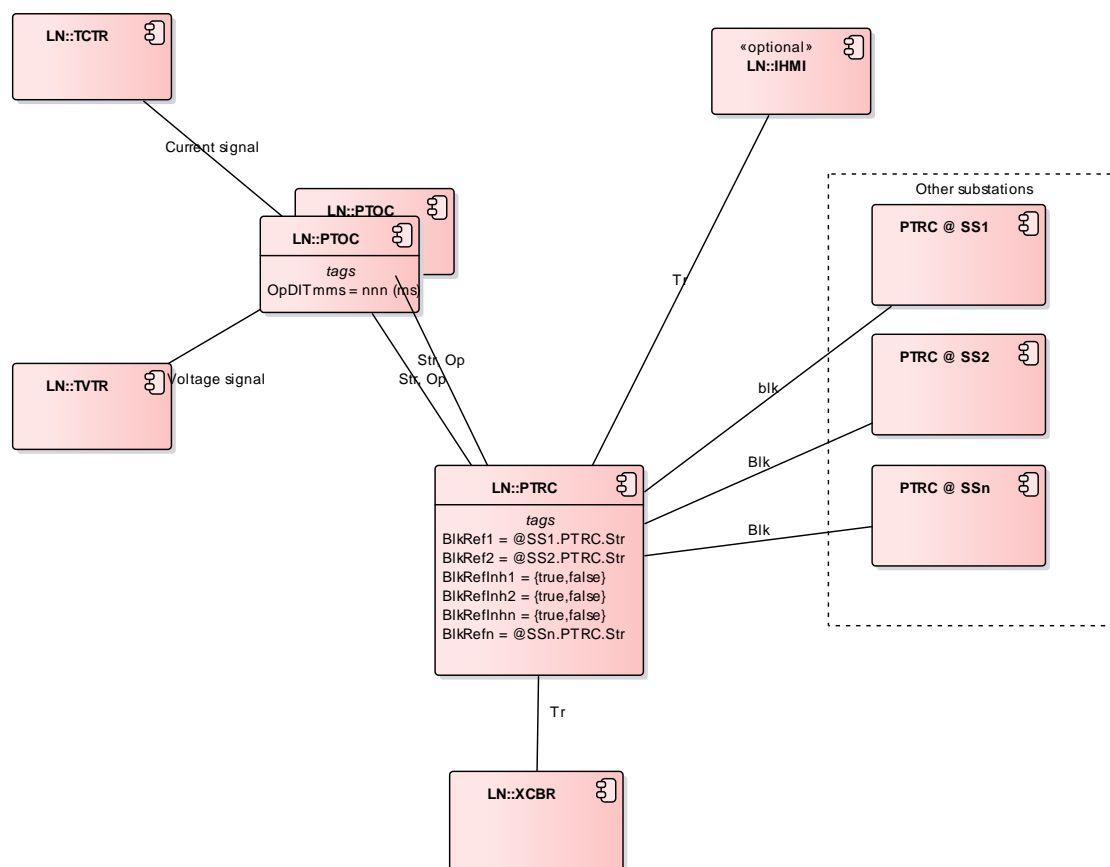 LN::TCTR
«optional»
LN::IHMI
Current signal
Other substations
LN::PTOC
PTRC @ SS1
LN::PTOC
tags
OpDlTmms = nnn (ms)
Tr
Str, Op
PTRC @ SS2
Str, Op
LN::TVTR
Voltage signal
blk
Blk
LN::PTRC
PTRC @ SSn
tags
BlkRef1 = @SS1.PTRC.Str
Blk
BlkRef2 = @SS2.PTRC.Str
BlkRefInh1 = {true,false}
BlkRefInh2 = {true,false}
BlkRefInhn = {true,false}
BlkRefn = @SSn.PTRC.Str
Tr
LN::XCBR